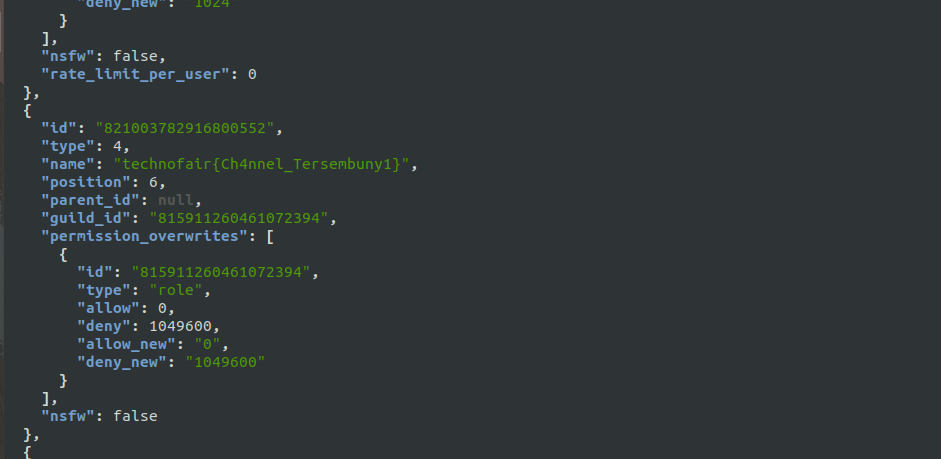 "deny_new": "1024"
}
],
"nsfw": false,
"rate_limit_per_user": 0
},
{
"id": "821003782916800552",
"type": 4,
"name": "technofair{Ch4nnel_Tersembuny1}",
"position": 6,
"parent_id": null,
"guild_id": "815911260461072394",
"permission_overwrites": [
{
"id": "815911260461072394",
"type": "role",
"allow": 0,
"deny": 1049600,
"allow_new": "0",
"deny_new": "1049600"
}
],
"nsfw": false
},
{